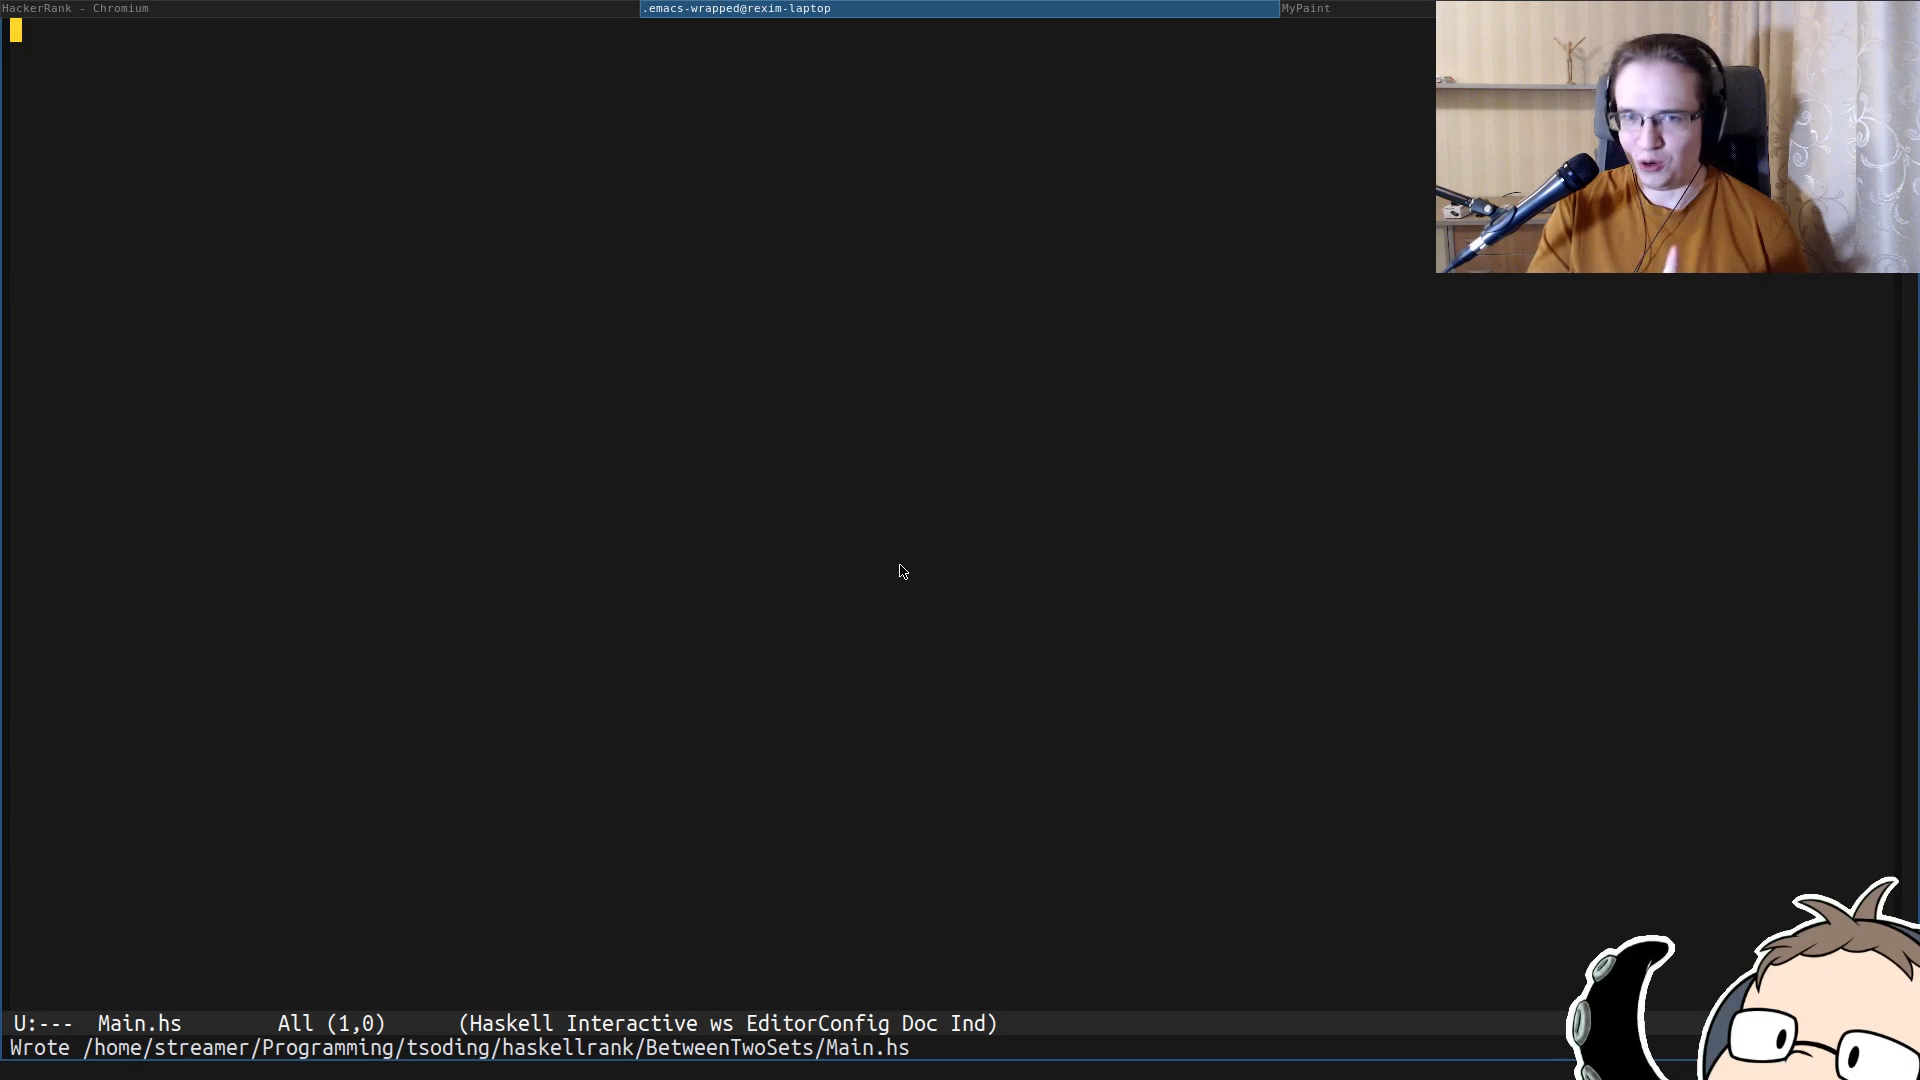 HackerRank - Chromium
.emacs-wrapped@rexim-laptop
MyPaint
U:---  Main.hs        All (1,0)      (Haskell Interactive ws EditorConfig Doc Ind)
Wrote /home/streamer/Programming/tsoding/haskellrank/BetweenTwoSets/Main.hs